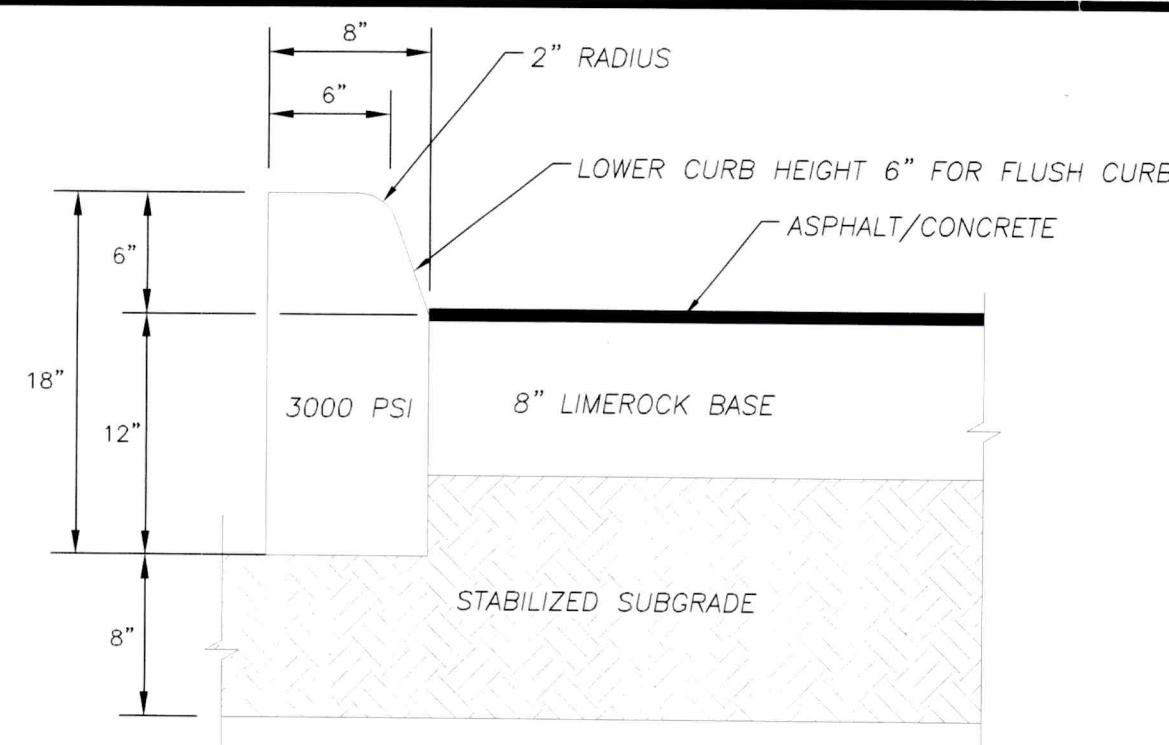 8”
2” RADIUS
6”
LOWER CURB HEIGHT 6” FOR FLUSH CURB
ASPHALT/CONCRETE
6”
18”
3000 PSI
8” LIMEROCK BASE
12”
STABILIZED SUBGRADE
8”